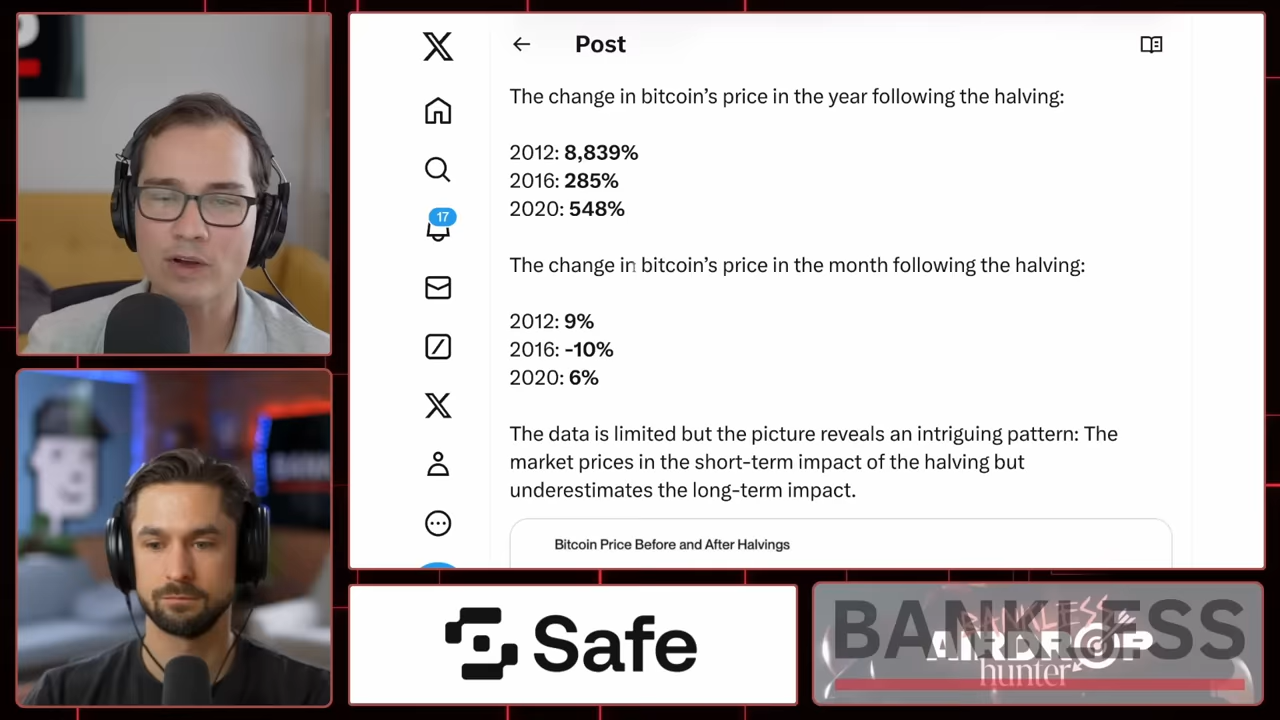 Post
The change in bitcoin’s price in the year following the halving:
2012: 8,839%
2016: 285%
2020: 548%
17
The change in bitcoin’s price in the month following the halving:
2012: 9%
2016: -10%
2020: 6%
The data is limited but the picture reveals an intriguing pattern: The
market prices in the short-term impact of the halving but
underestimates the long-term impact.
Bitcoin Price Before and After Halvings
Safe
BANKLESS
BANKLESS
AIRDROP
hunter